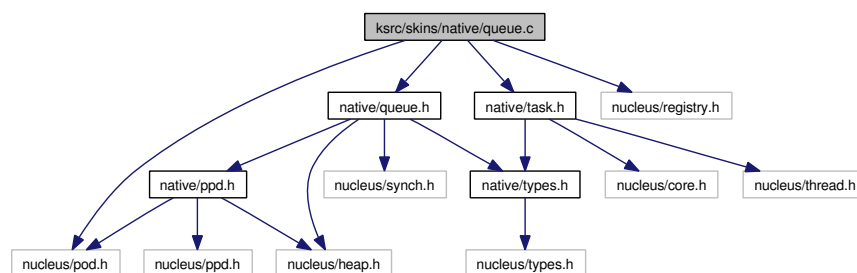 ksrc/skins/native/queue.c
native/queue.h
native/task.h
nucleus/registry.h
native/ppd.h
nucleus/synch.h
native/types.h
nucleus/core.h
nucleus/thread.h
nucleus/pod.h
nucleus/ppd.h
nucleus/heap.h
nucleus/types.h